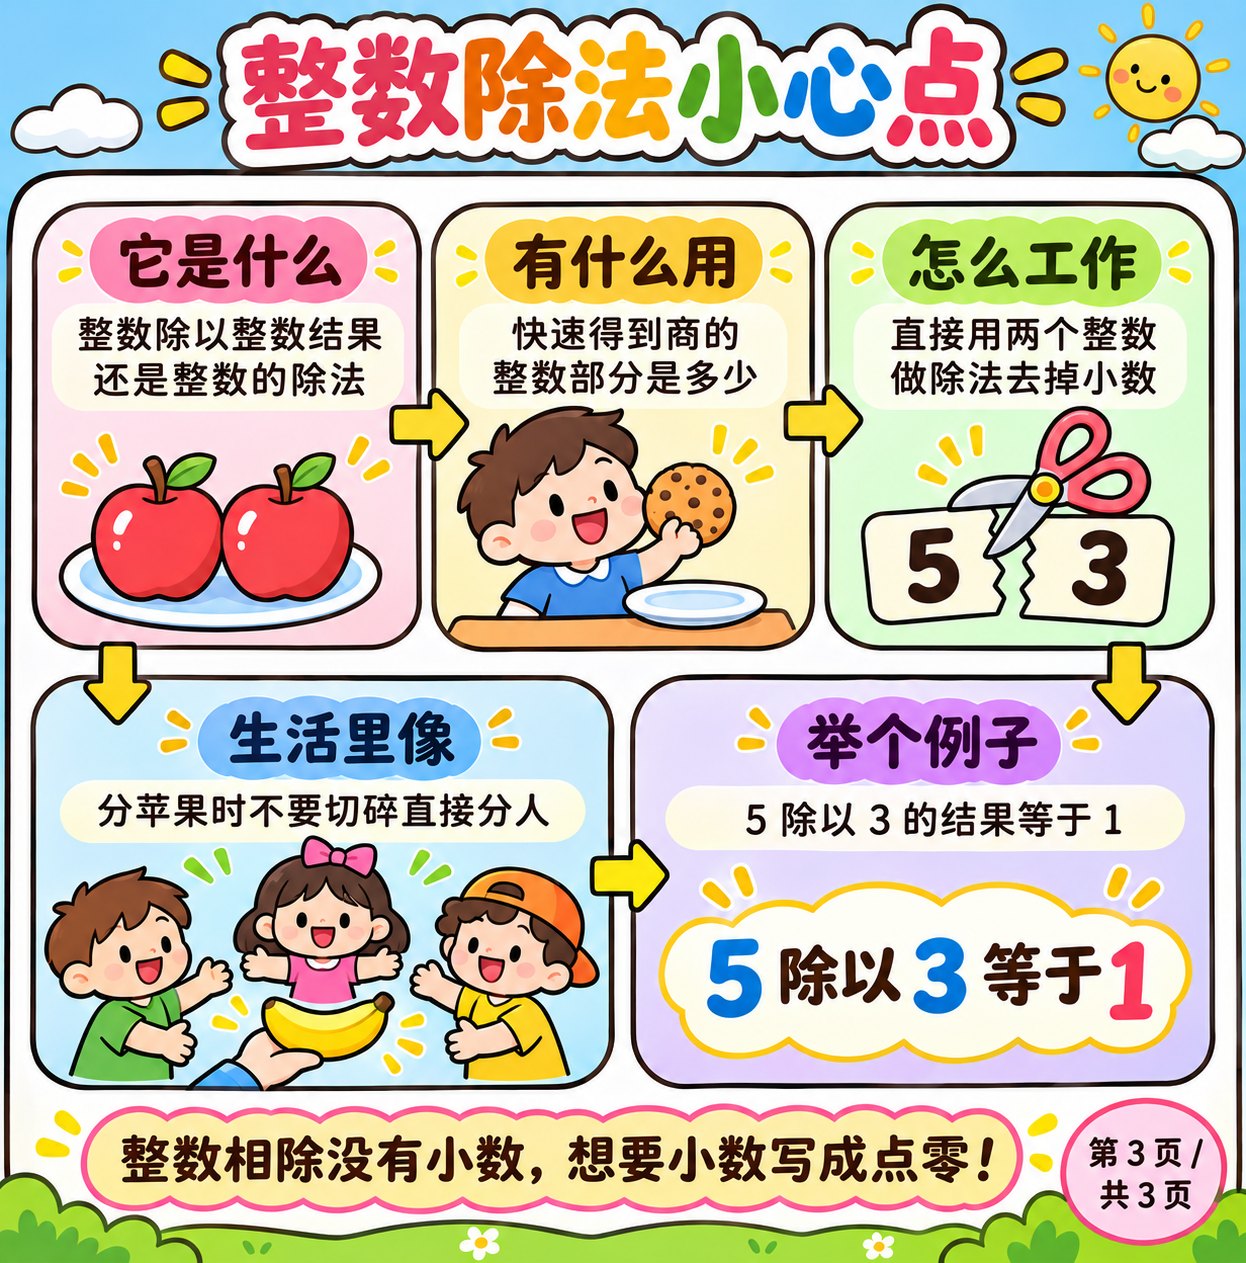 整数除法小心点
它是什么
整数除以整数结果
还是整数的除法
有什么用
快速得到商的
整数部分是多少
怎么工作
直接用两个整数
做除法去掉小数
5 3
生活里像
分苹果时不要切碎直接分人
举个例子
5 除以 3 的结果等于 1
5 除以 3 等于 1
整数相除没有小数，想要小数写成点零！
第 3 页 /
共 3 页